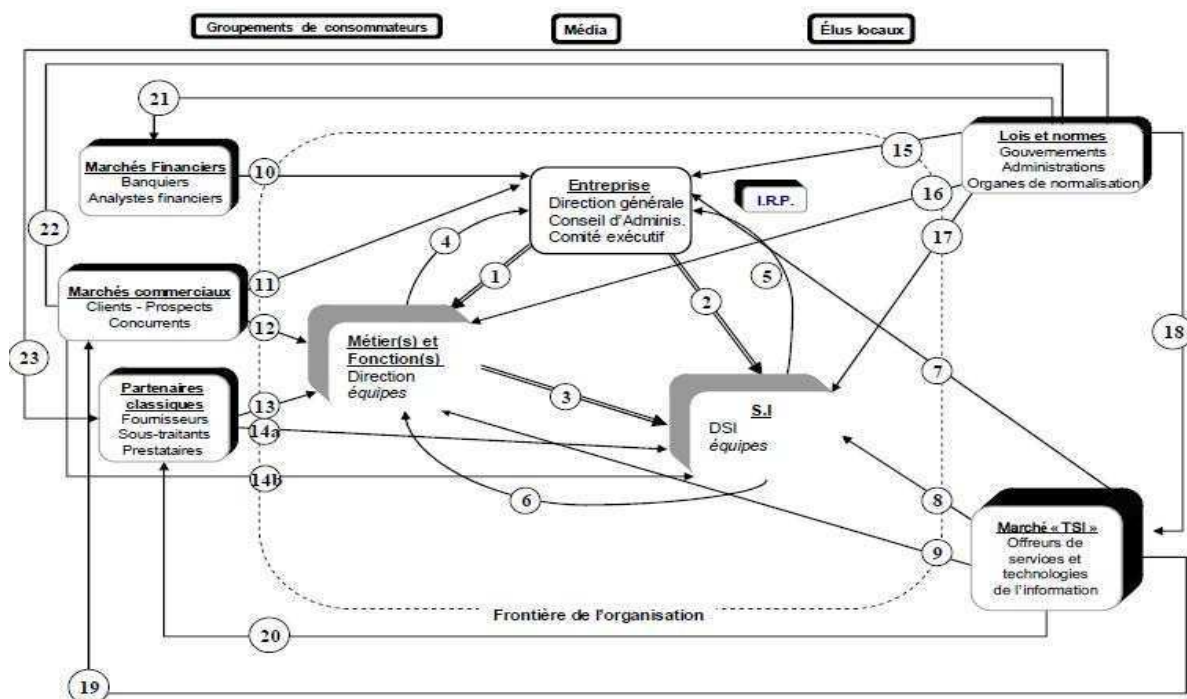 Groupements de consommateurs
Média
Élus locaux
21
Marchés Financiers
Banquiers
Analystes financiers
10
15
Lois et normes
Gouvernements
Administrations
Organes de normalisation
Entreprise
Direction générale
Conseil d’Adminis.
Comité exécutif
I.R.P.
16
22
4
17
11
1
5
2
Marchés commerciaux
Clients - Prospects
Concurrents
12
18
23
Métier(s) et
Fonction(s)
Direction
équipes
7
Partenaires
classiques
Fournisseurs
Sous-traitants
Prestataires
13
3
14a
S.I
DSI
équipes
14b
6
8
9
Marché « TSI »
Offreurs de
services et
technologies
de l’information
Frontière de l’organisation
20
19